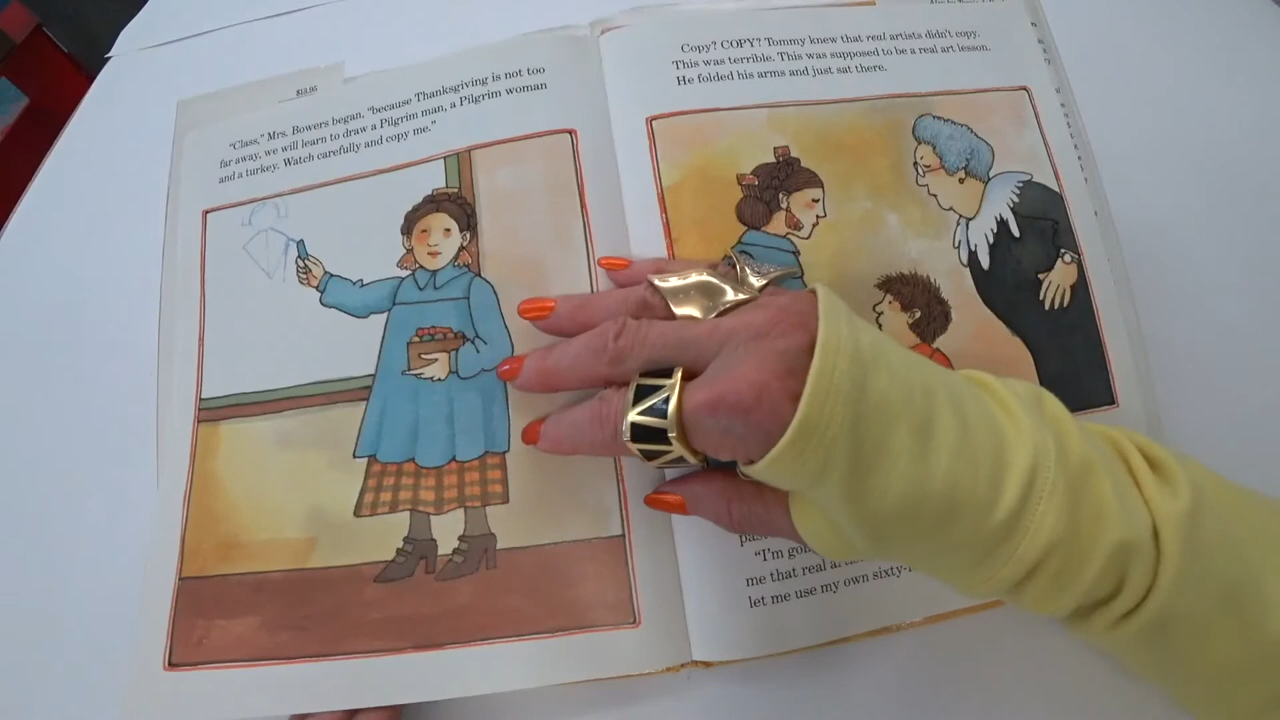 $13.95
"Class," Mrs. Bowers began, "because Thanksgiving is not too
far away, we will learn to draw a Pilgrim man, a Pilgrim woman
and a turkey. Watch carefully and copy me."
Copy? COPY? Tommy knew that real artists didn't copy.
This was terrible. This was supposed to be a real art lesson.
He folded his arms and just sat there.
"I'm
me that real
let me use my own